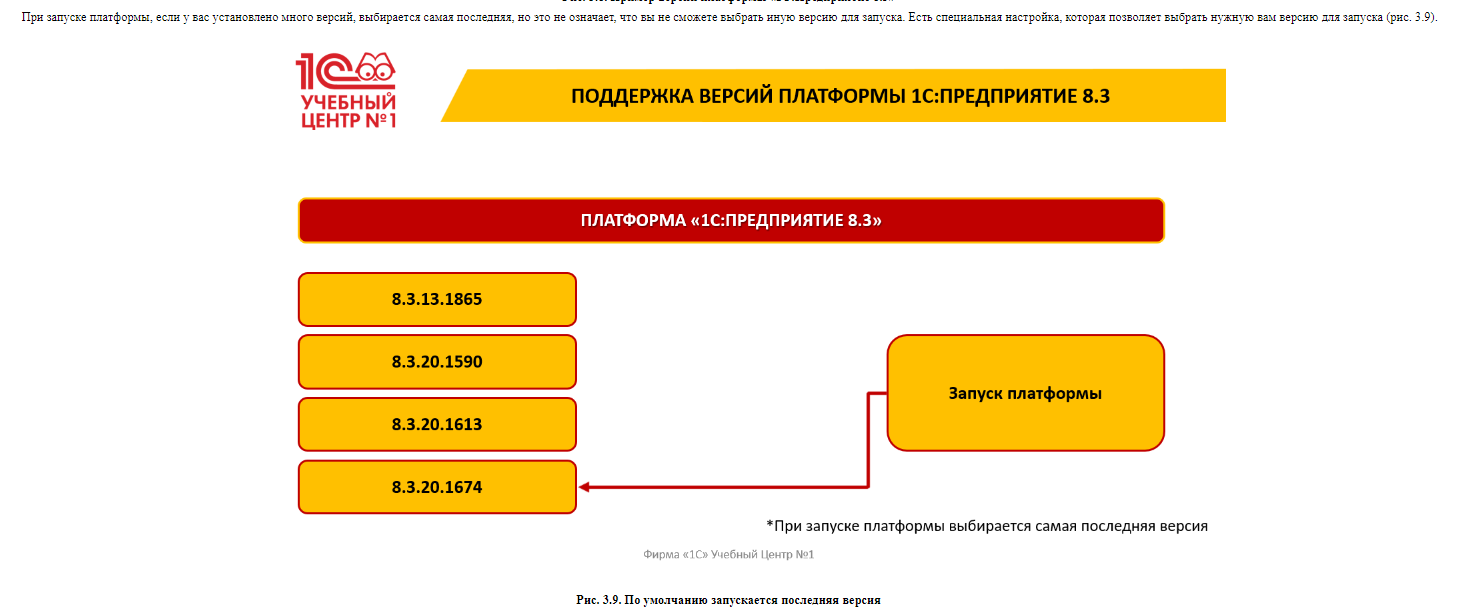 При запуске платформы, если у вас установлено много версий, выбирается самая последняя, но это не означает, что вы не сможете выбрать иную версию для запуска. Есть специальная настройка, которая позволяет выбрать нужную вам версию для запуска (рис. 3.9).
1С
УЧЕБНЫЙ
ЦЕНТР №1
ПОДДЕРЖКА ВЕРСИЙ ПЛАТФОРМЫ 1С:ПРЕДПРИЯТИЕ 8.3
ПЛАТФОРМА «1С:ПРЕДПРИЯТИЕ 8.3»
8.3.13.1865
8.3.20.1590
8.3.20.1613
8.3.20.1674
Запуск платформы
*При запуске платформы выбирается самая последняя версия
Фирма «1С» Учебный Центр №1
Рис. 3.9. По умолчанию запускается последняя версия